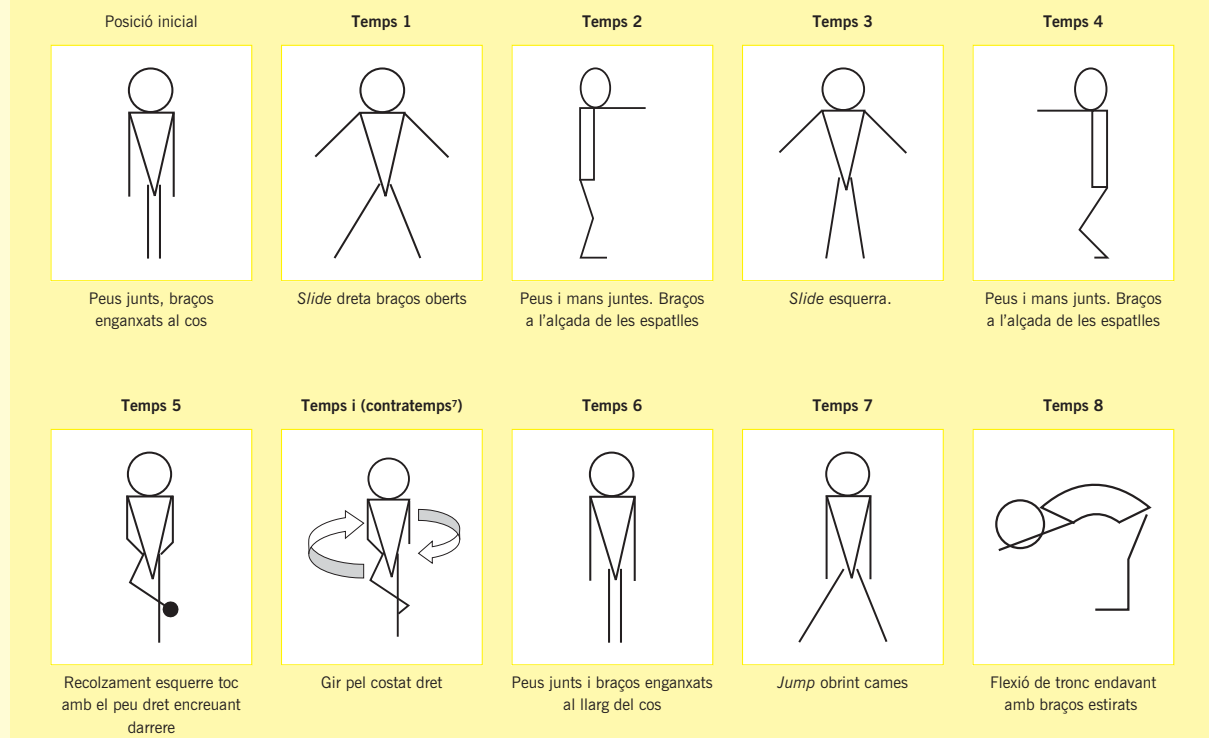 Posició inicial
Temps 1
Temps 2
Temps 3
Temps 4
Peus junts, braços
enganxats al cos
Slide dreta braços oberts
Peus i mans juntes. Braços
a l'alçada de les espatlles
Slide esquerra.
Peus i mans junts. Braços
a l'alçada de les espatlles
Temps 5
Temps i (contratemps⁷)
Temps 6
Temps 7
Temps 8
Recolzament esquerre toc
amb el peu dret encreuant
darrere
Gir pel costat dret
Peus junts i braços enganxats
al llarg del cos
Jump obrint cames
Flexió de tronc endavant
amb braços estirats